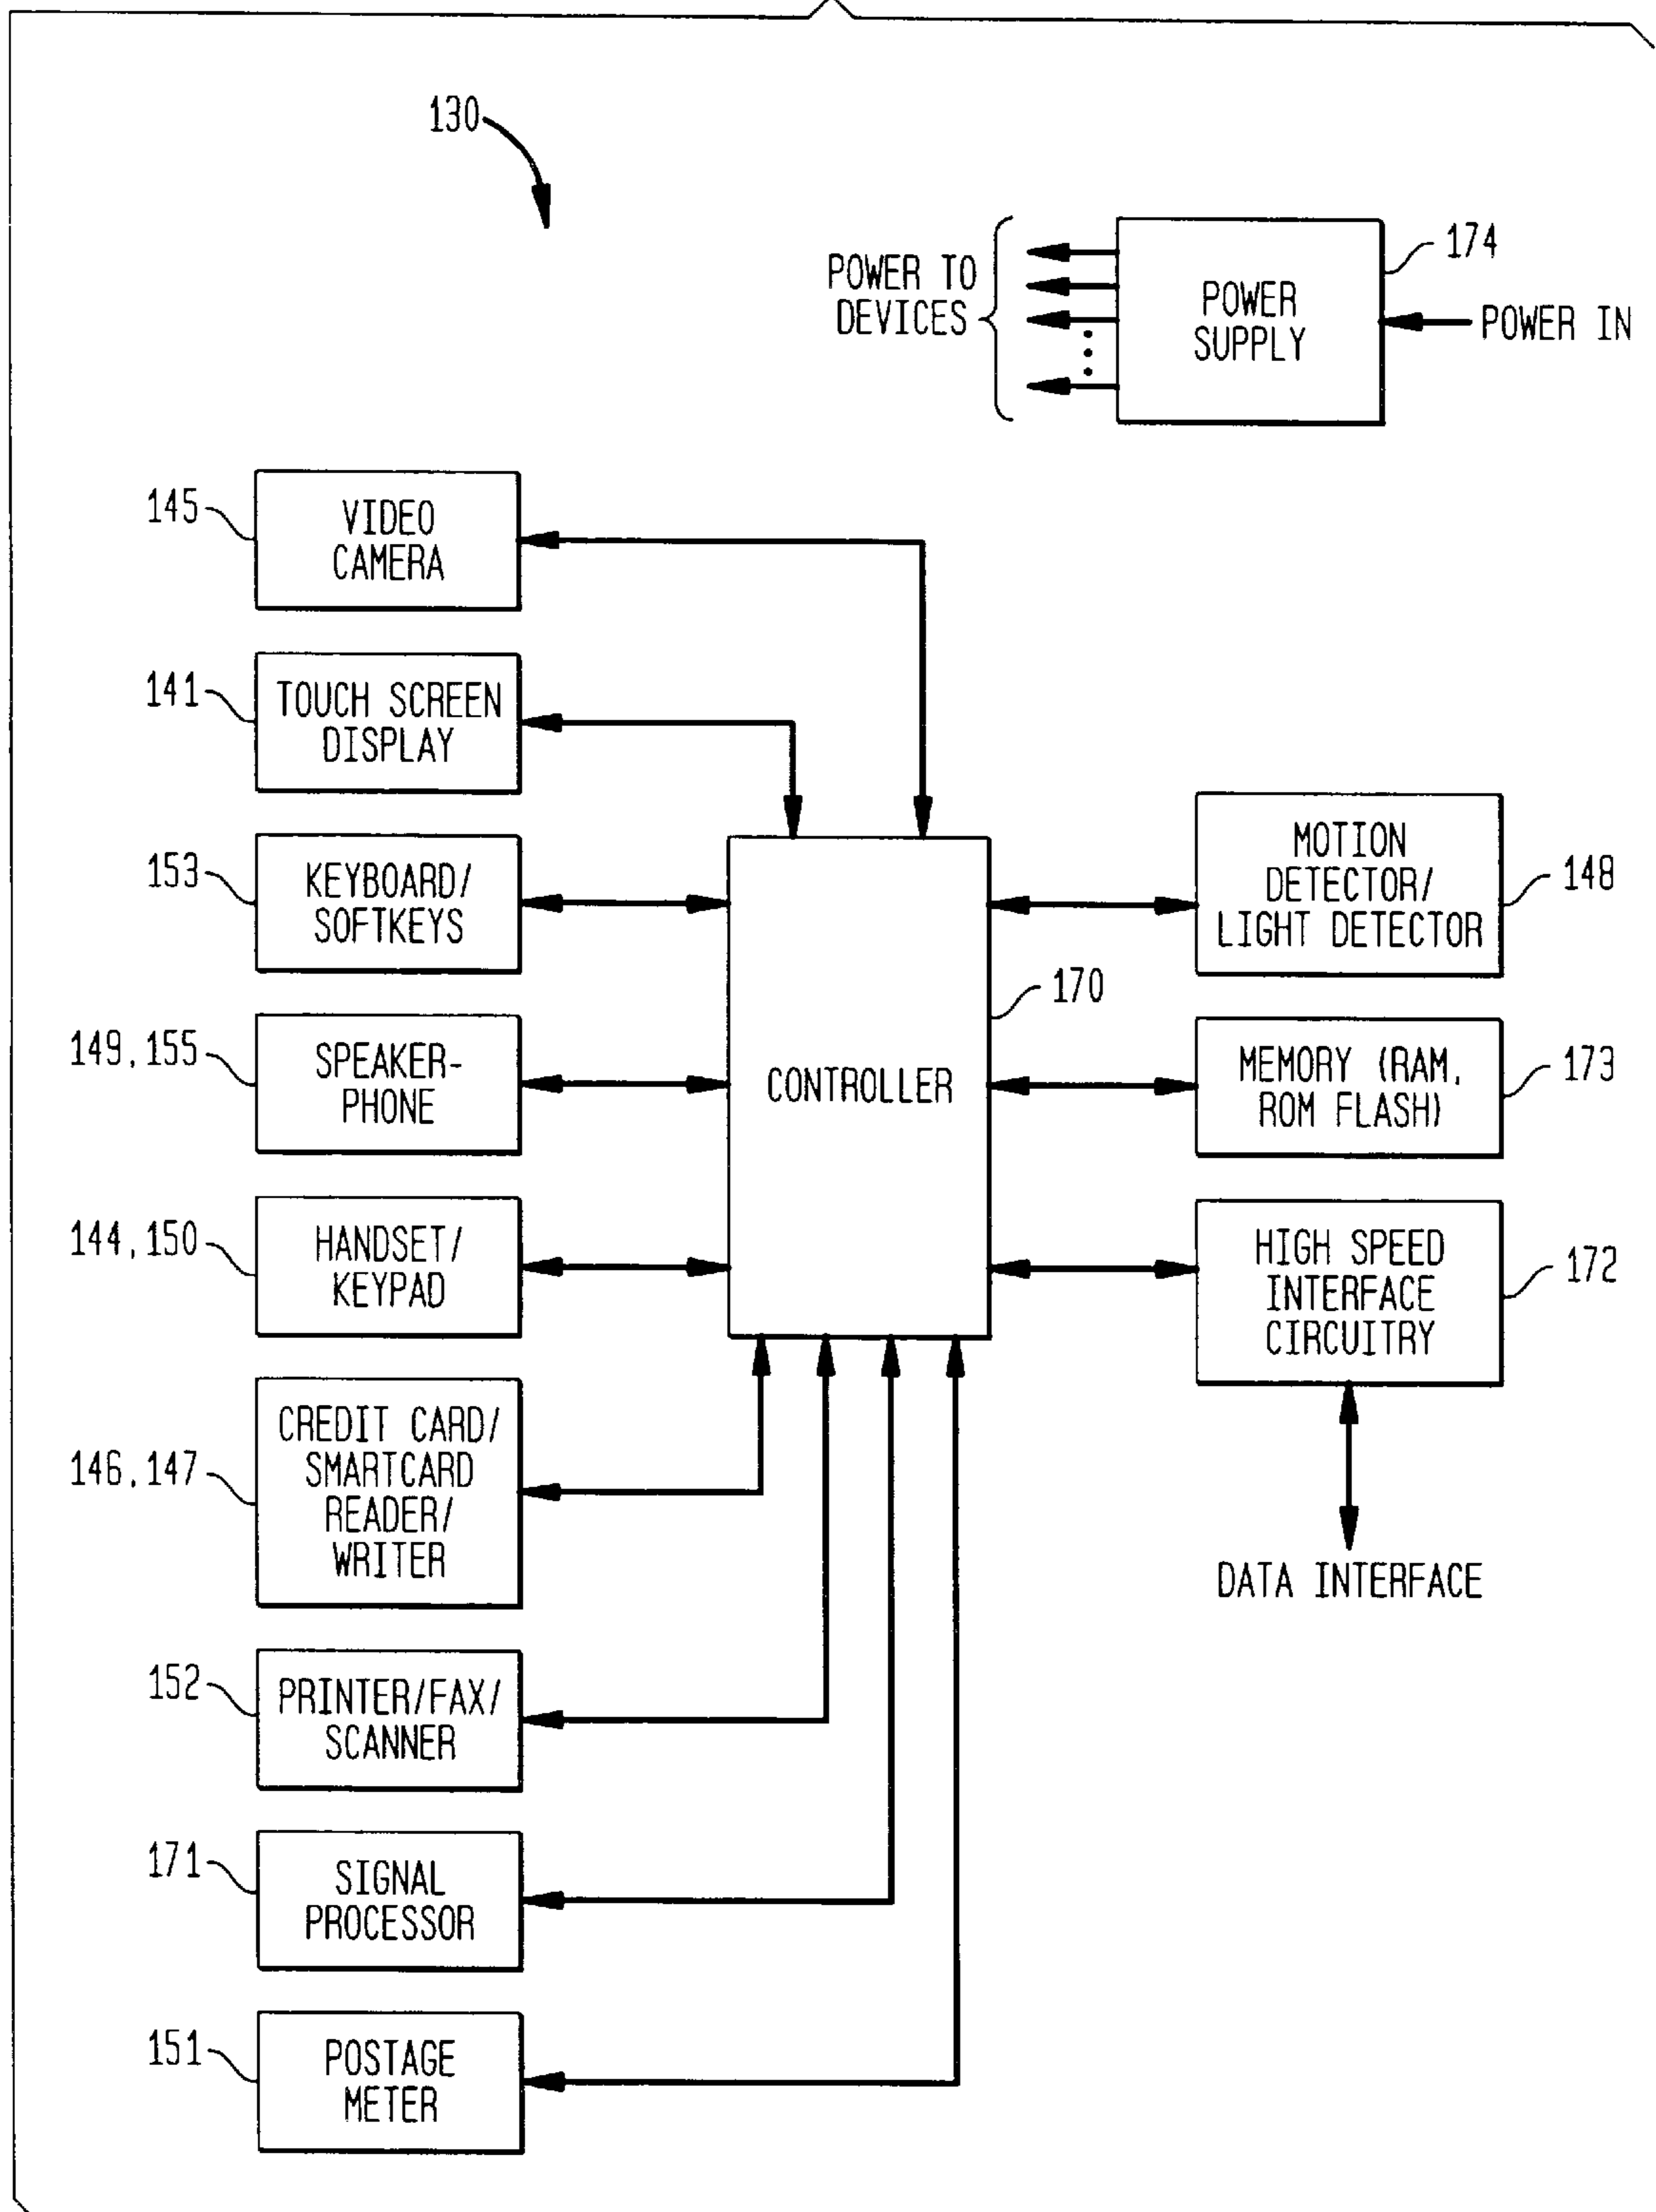 130
174
POWER TO
DEVICES
POWER
SUPPLY
POWER IN
145
VIDEO
CAMERA
141
TOUCH SCREEN
DISPLAY
153
KEYBOARD/
SOFTKEYS
149,155
SPEAKER-
PHONE
144,150
HANDSET/
KEYPAD
146,147
CREDIT CARD/
SMARTCARD
READER/
WRITER
152
PRINTER/FAX/
SCANNER
171
SIGNAL
PROCESSOR
151
POSTAGE
METER
CONTROLLER
170
MOTION
DETECTOR/
LIGHT DETECTOR
148
MEMORY (RAM,
ROM FLASH)
173
HIGH SPEED
INTERFACE
CIRCUITRY
172
DATA INTERFACE